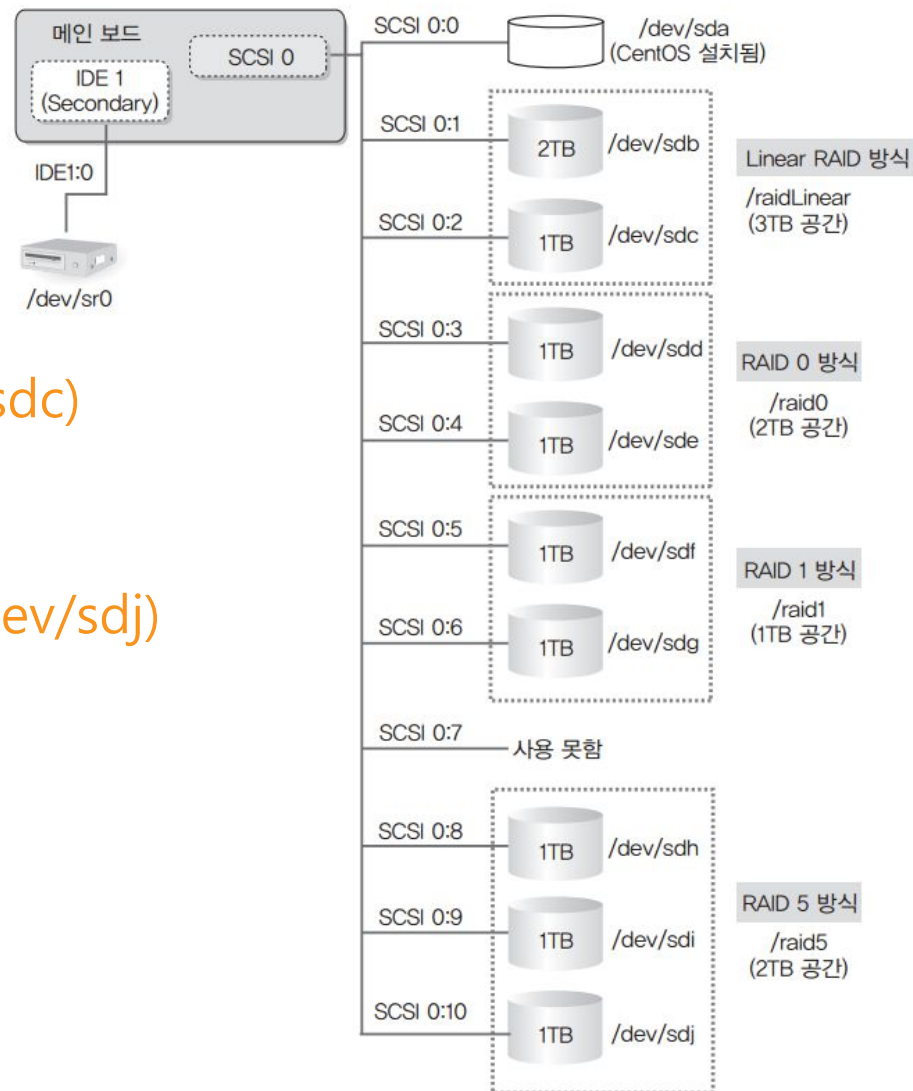 메인 보드
SCSI 0
IDE 1
(Secondary)
IDE1:0
/dev/sr0
SCSI 0:0
/dev/sda
(CentOS 설치됨)
SCSI 0:1
2TB
/dev/sdb
SCSI 0:2
1TB
/dev/sdc
Linear RAID 방식
/raidLinear
(3TB 공간)
SCSI 0:3
1TB
/dev/sdd
SCSI 0:4
1TB
/dev/sde
RAID 0 방식
/raid0
(2TB 공간)
sdc)
SCSI 0:5
1TB
/dev/sdf
SCSI 0:6
1TB
/dev/sdg
RAID 1 방식
/raid1
(1TB 공간)
ev/sdj)
SCSI 0:7
사용 못함
SCSI 0:8
1TB
/dev/sdh
SCSI 0:9
1TB
/dev/sdi
SCSI 0:10
1TB
/dev/sdj
RAID 5 방식
/raid5
(2TB 공간)